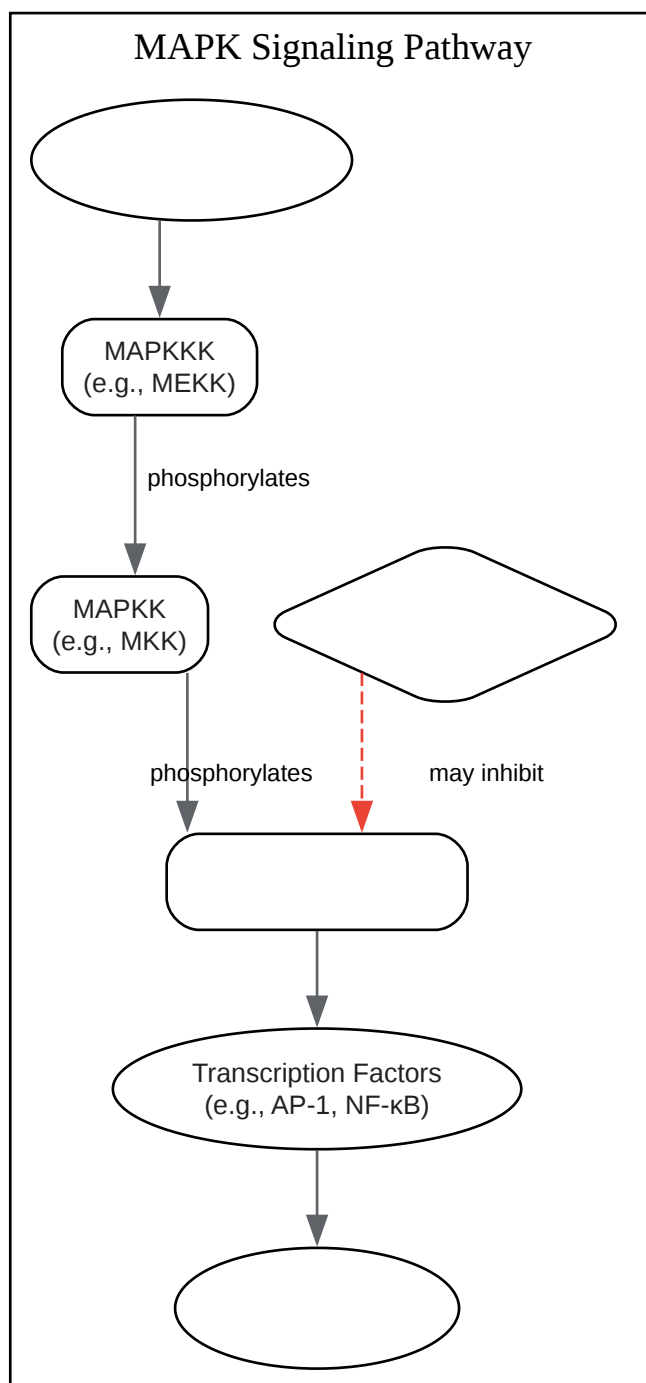 MAPK Signaling Pathway
MAPKKK
(e.g., MEKK)
phosphorylates
MAPKK
(e.g., MKK)
phosphorylates
may inhibit
Transcription Factors
(e.g., AP-1, NF-κB)